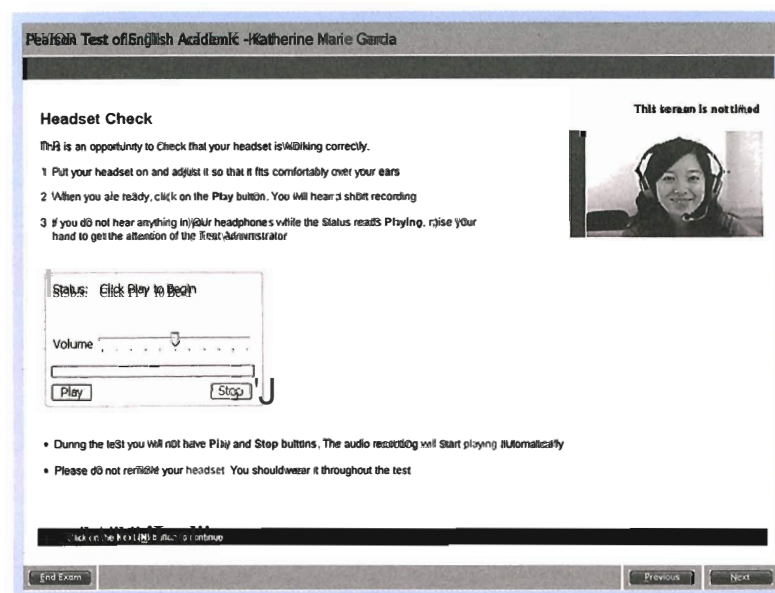 Pearson Test of English Academic - Katherine Marie Garcia
This screen is not timed
Headset Check
This is an opportunity to check that your headset is working correctly.
1 Put your headset on and adjust it so that it fits comfortably over your ears
2 When you are ready, click on the Play button. You will hear a short recording
3 If you do not hear anything in your headphones while the Status reads Playing, raise your
hand to get the attention of the Test Administrator
Status: Click Play to Begin
Volume
Play Stop
• During the test you will not have Play and Stop buttons, The audio recording will start playing automatically
• Please do not remove your headset You should wear it throughout the test
Click on the Next (N) button to continue
End Exam Previous Next